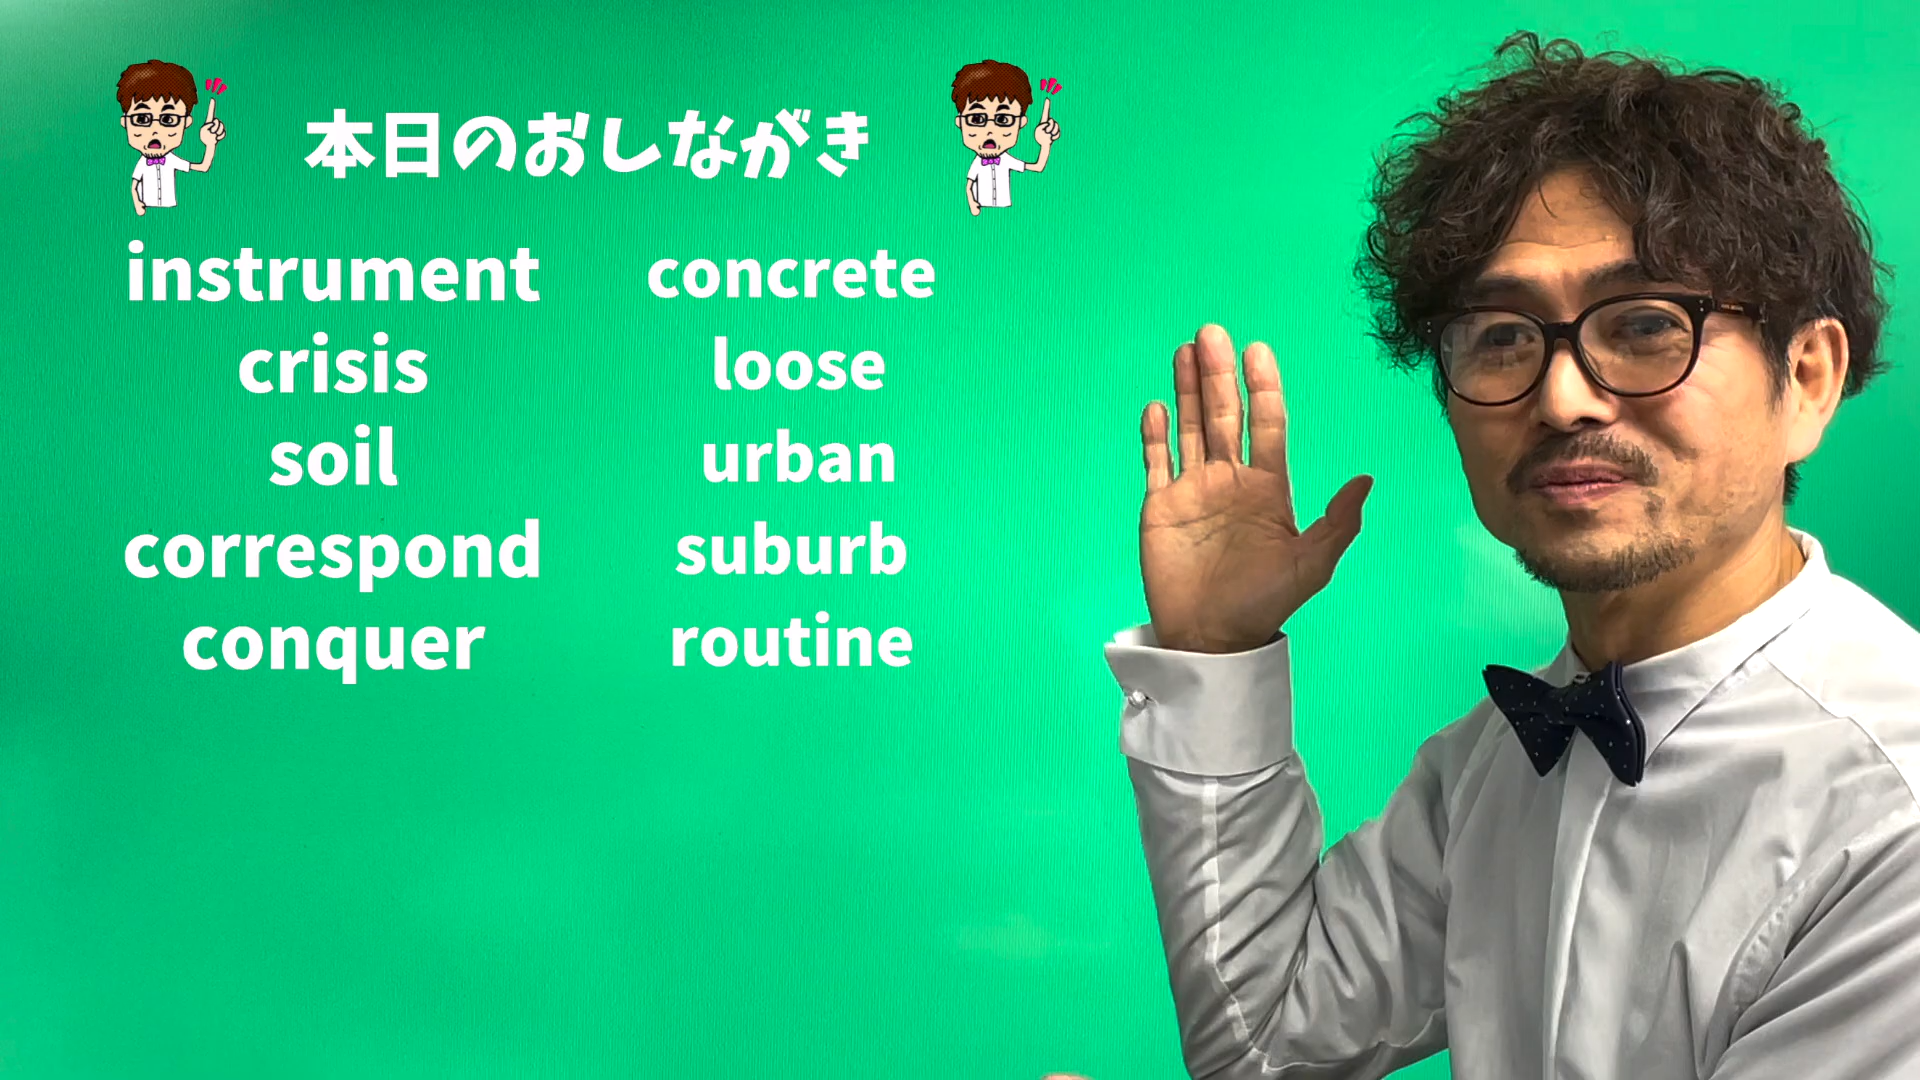 本日のおしながき
instrument
crisis
soil
correspond
conquer
concrete
loose
urban
suburb
routine